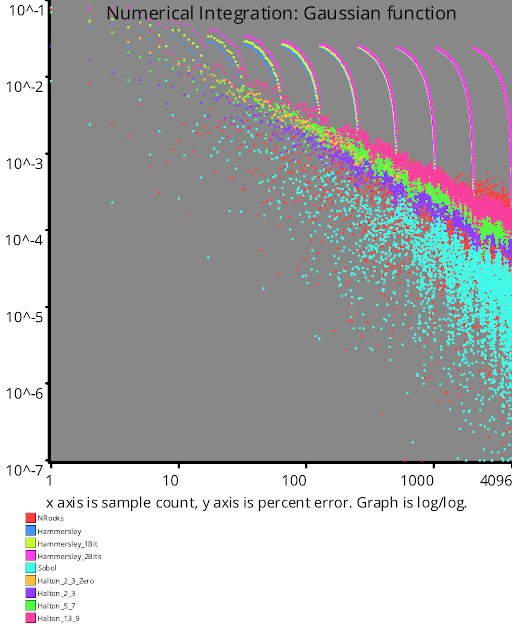 Numerical Integration: Gaussian function
10^-1
10^-2
10^-3
10^-4
10^-5
10^-6
10^-7
1 10 100 1000 4096
x axis is sample count, y axis is percent error. Graph is log/log.
NRooks
Hammersley
Hammersley_1Bit
Hammersley_2Bits
Sobol
Halton_2_3_Zero
Halton_2_3
Halton_5_7
Halton_13_9